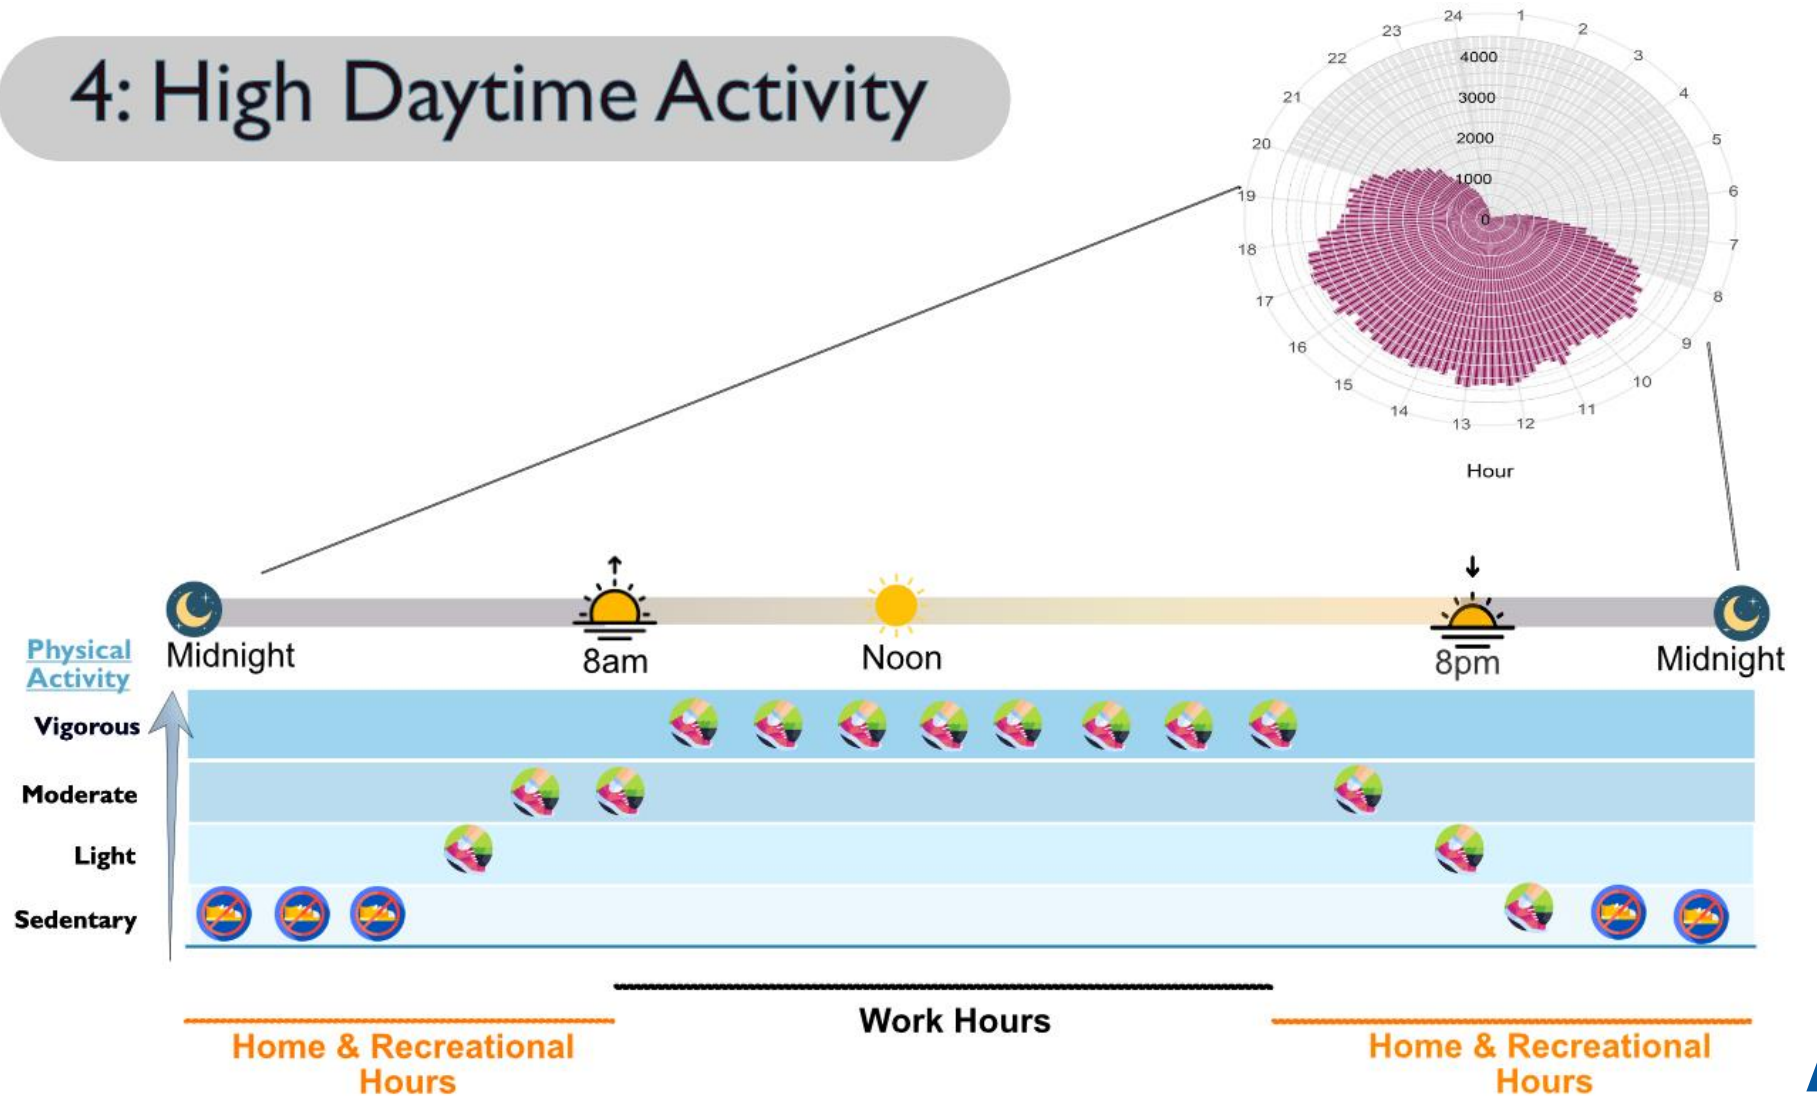 4: High Daytime Activity
24
1
2
3
4
5
6
7
8
9
10
11
12
13
14
15
16
17
18
19
20
21
22
23
4000
3000
2000
1000
0
Hour
Midnight
8am
Noon
8pm
Midnight
Physical
Activity
Vigorous
Moderate
Light
Sedentary
Work Hours
Home & Recreational
Hours
Home & Recreational
Hours